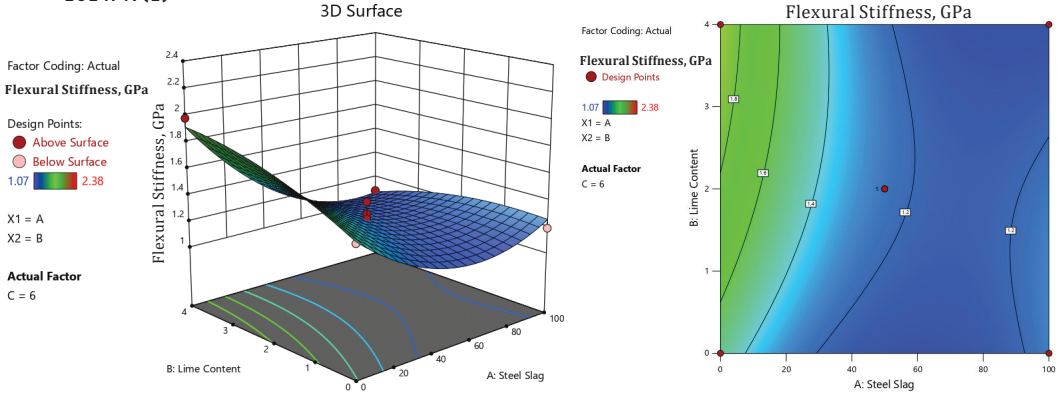 3D Surface
Factor Coding: Actual
Flexural Stiffness, GPa
Design Points:
Above Surface
Below Surface
1.07 2.38
X1 = A
X2 = B
Actual Factor
C = 6
Flexural Stiffness, GPa
2.4
2.2
2
1.8
1.6
1.4
1.2
1
4
3
2
1
0
0
20
40
60
80
100
B: Lime Content
A: Steel Slag
Flexural Stiffness, GPa
Factor Coding: Actual
Flexural Stiffness, GPa
Design Points
1.07 2.38
X1 = A
X2 = B
Actual Factor
C = 6
B: Lime Content
4
3
2
1
0
0 20 40 60 80 100
A: Steel Slag
1.8
1.6
1.4
5